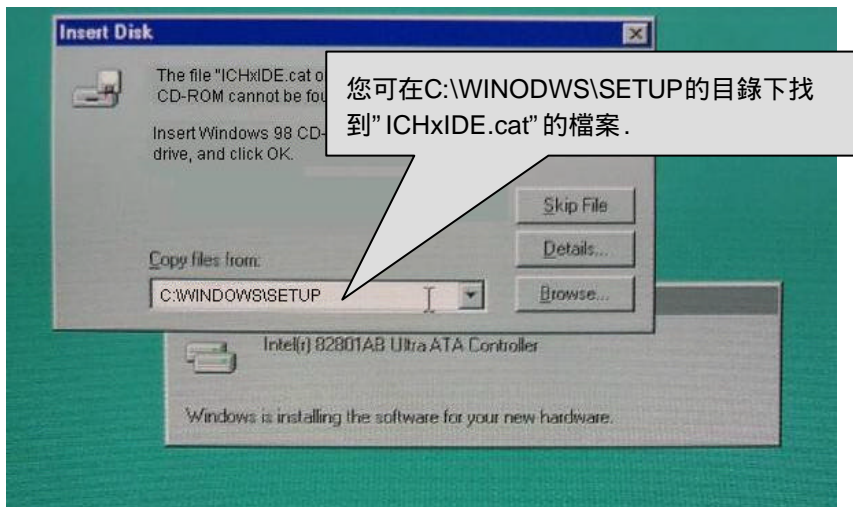 Insert Disk
The file "ICHxIDE.cat o
CD-ROM cannot be fou
Insert Windows 98 CD-
drive, and click OK.
您可在C:\WINODWS\SETUP的目錄下找
到" ICHxIDE.cat" 的檔案.
Skip File
Details...
Copy files from:
C:\WINDOWS\SETUP
Browse...
Intel(r) 82801AB Ultra ATA Controller
Windows is installing the software for your new hardware.